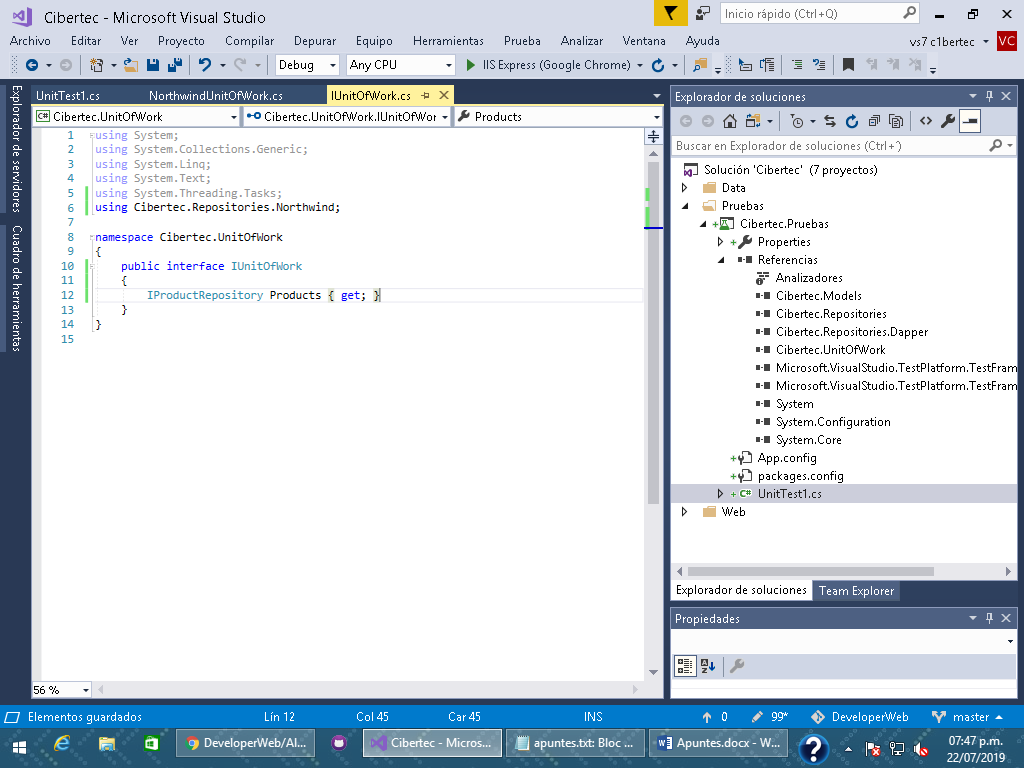 Cibertec - Microsoft Visual Studio
Inicio rápido (Ctrl+Q)
Archivo Editar Ver Proyecto Compilar Depurar Equipo Herramientas Prueba Analizar Ventana Ayuda
vs7 c1bertec VC
Debug Any CPU IIS Express (Google Chrome)
Explorador de servidores
Cuadro de herramientas
UnitTest1.cs NorthwindUnitOfWork.cs IUnitOfWork.cs
C# Cibertec.UnitOfWork Cibertec.UnitOfWork.IUnitOfWor Products
1 using System;
2 using System.Collections.Generic;
3 using System.Linq;
4 using System.Text;
5 using System.Threading.Tasks;
6 using Cibertec.Repositories.Northwind;
7
8 namespace Cibertec.UnitOfWork
9 {
10 public interface IUnitOfWork
11 {
12 IProductRepository Products { get; }
13 }
14 }
15
56 %
Explorador de soluciones
Buscar en Explorador de soluciones (Ctrl+´)
Solución 'Cibertec' (7 proyectos)
Data
Pruebas
Cibertec.Pruebas
Properties
Referencias
Analizadores
Cibertec.Models
Cibertec.Repositories
Cibertec.Repositories.Dapper
Cibertec.UnitOfWork
Microsoft.VisualStudio.TestPlatform.TestFram
Microsoft.VisualStudio.TestPlatform.TestFram
System
System.Configuration
System.Core
App.config
packages.config
C# UnitTest1.cs
Web
Explorador de soluciones Team Explorer
Propiedades
Elementos guardados Lín 12 Col 45 Car 45 INS 0 99* DeveloperWeb master
DeveloperWeb/Al... Cibertec - Micros... apuntes.txt: Bloc ... Apuntes.docx - W...
07:47 p.m.
22/07/2019